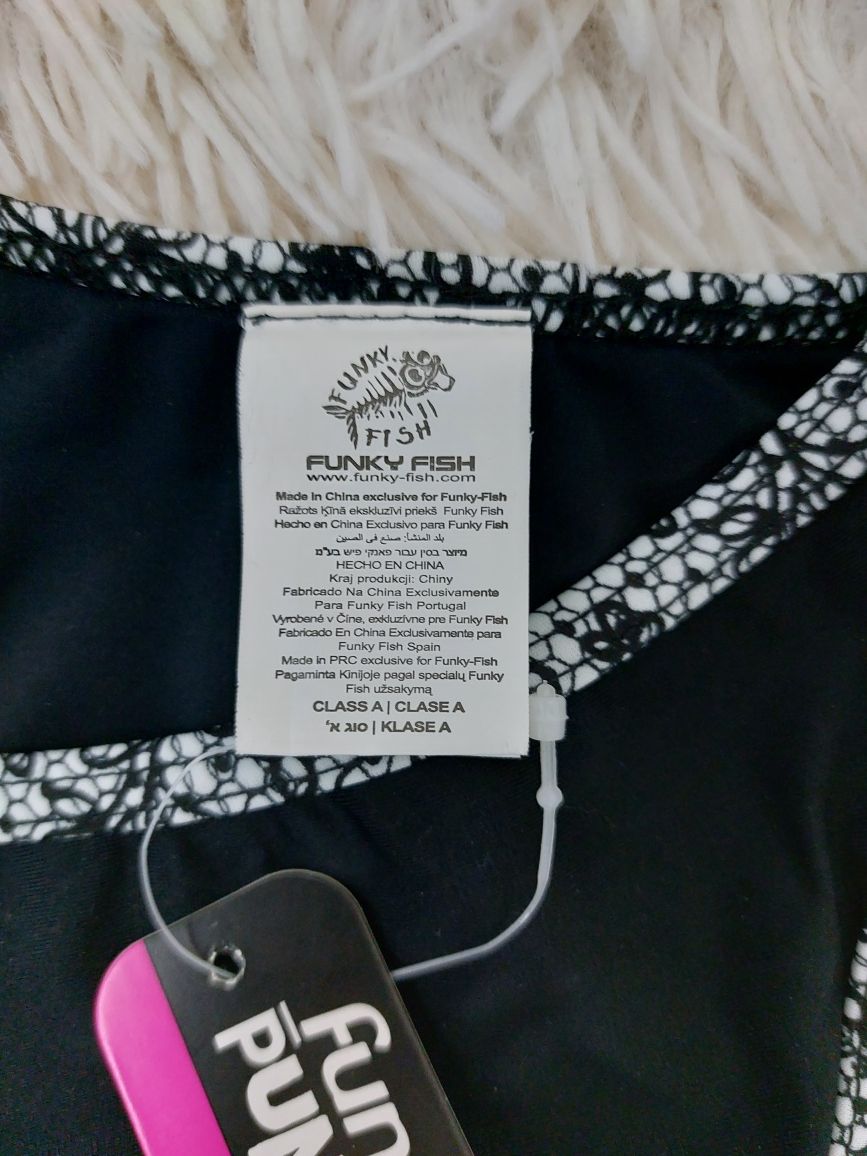 FUNKY
FISH
FUNKY FISH
www.funky-fish.com
Made in China exclusive for Funky-Fish
Ražots Ķīnā ekskluzīvi priekš Funky Fish
Hecho en China Exclusivo para Funky Fish
بلد المنشأ: صنع في الصين
מיוצר בסין עבור פאנקי פיש בע"מ
HECHO EN CHINA
Kraj produkcji: Chiny
Fabricado Na China Exclusivamente
Para Funky Fish Portugal
Vyrobené v Číne, exkluzívne pre Funky Fish
Fabricado En China Exclusivamente para
Funky Fish Spain
Made in PRC exclusive for Funky-Fish
Pagaminta Kinijoje pagal specialų Funky
Fish užsakymą
CLASS A | CLASE A
סוג א' | KLASE A
fun